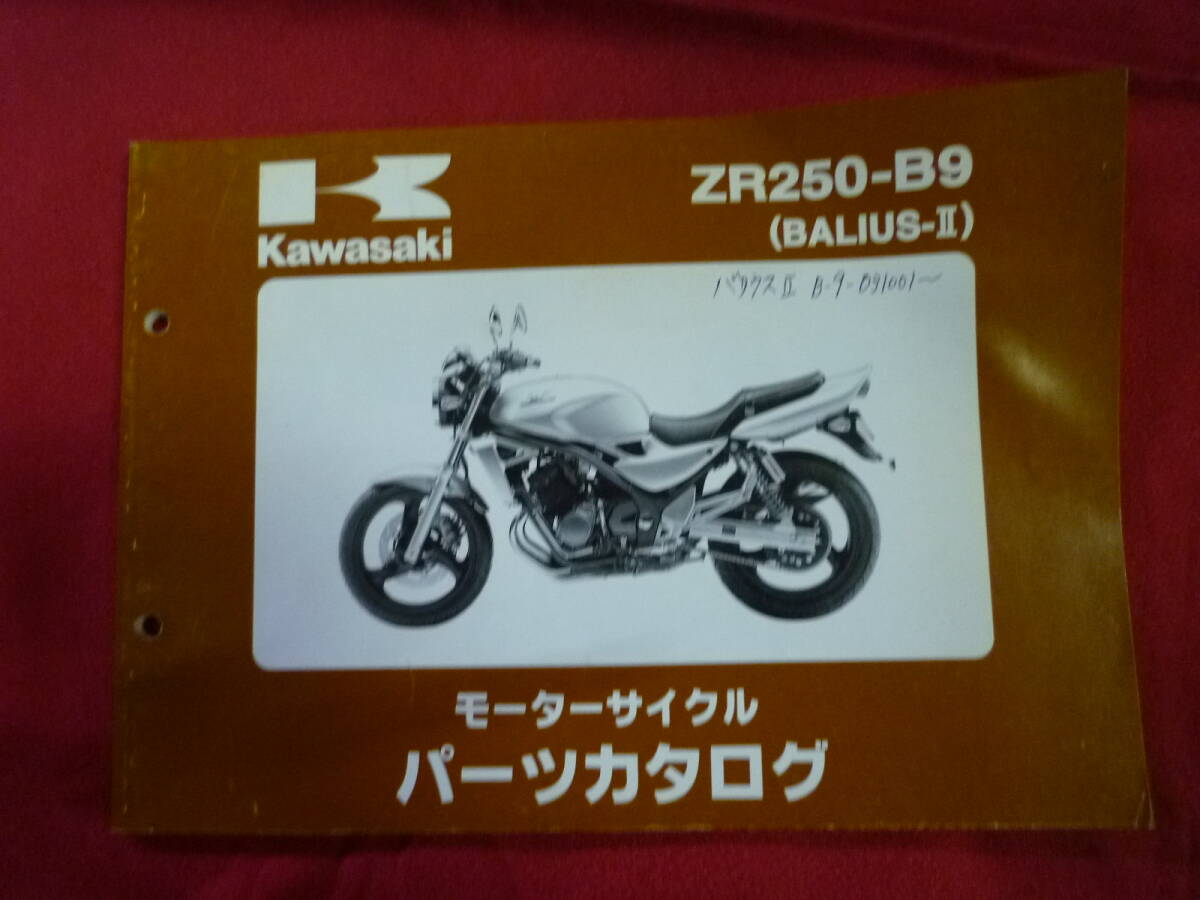 Kawasaki
ZR250-B9
(BALIUS-Ⅱ)
バリウスⅡ B-9-091001~
モーターサイクル
パーツカタログ